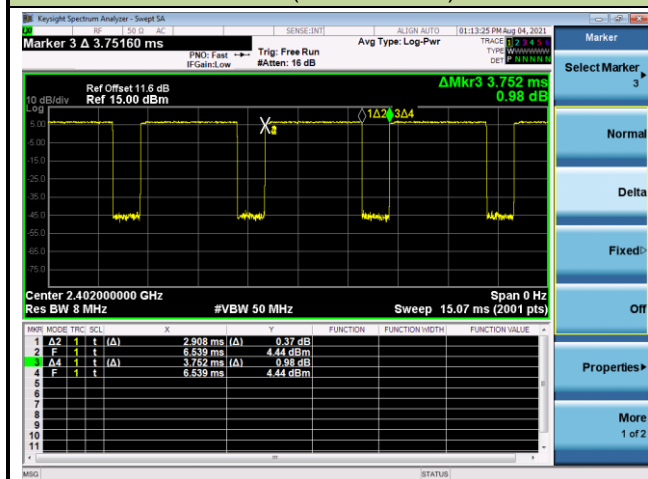 Keysight Spectrum Analyzer - Swept SA
RF 50 Ω AC SENSE:INT ALIGN AUTO 01:13:25 PM Aug 04, 2021
Marker 3 Δ 3.75160 ms
PNO: Fast
IFGain:Low
Trig: Free Run
#Atten: 16 dB
Avg Type: Log-Pwr
TRACE 1 2 3 4 5 6
TYPE WWWWWW
DET P N N N N N
Ref Offset 11.6 dB
10 dB/div Ref 15.00 dBm
Log
ΔMkr3 3.752 ms
0.98 dB
1Δ2 3Δ4
5.00
-5.00
-15.0
-25.0
-35.0
-45.0
-55.0
-65.0
-75.0
Center 2.402000000 GHz Span 0 Hz
Res BW 8 MHz #VBW 50 MHz Sweep 15.07 ms (2001 pts)
MKR MODE TRC SCL X Y FUNCTION FUNCTION WIDTH FUNCTION VALUE
1 Δ2 1 t (Δ) 2.908 ms (Δ) 0.37 dB
2 F 1 t 6.539 ms 4.44 dBm
3 Δ4 1 t (Δ) 3.752 ms (Δ) 0.98 dB
4 F 1 t 6.539 ms 4.44 dBm
5
6
7
8
9
10
11
MSG STATUS
Marker
Select Marker
3
Normal
Delta
Fixed
Off
Properties
More
1 of 2